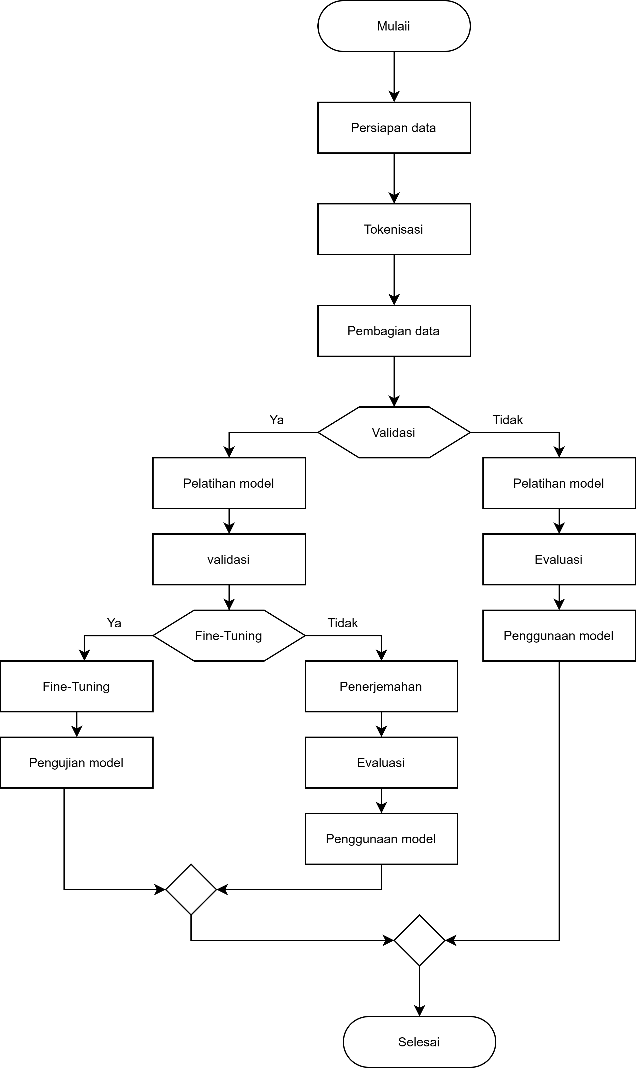 Mulaii
Persiapan data
Tokenisasi
Pembagian data
Ya
Validasi
Tidak
Pelatihan model
Pelatihan model
validasi
Evaluasi
Ya
Fine-Tuning
Tidak
Penggunaan model
Fine-Tuning
Penerjemahan
Pengujian model
Evaluasi
Penggunaan model
Selesai